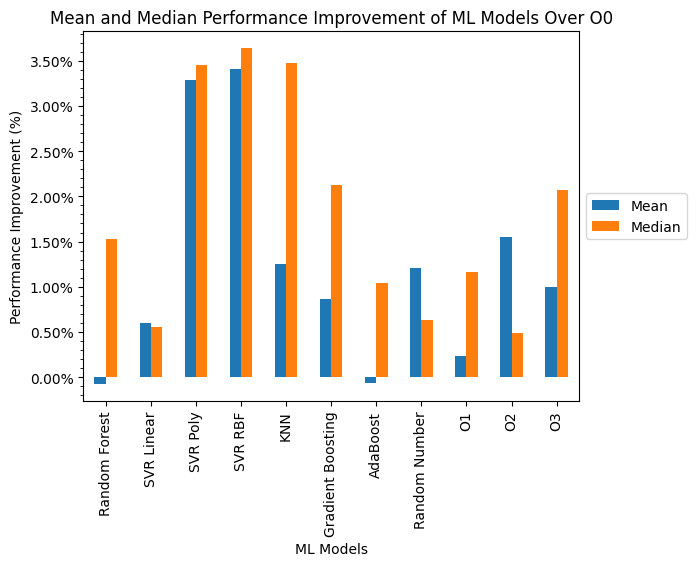 Mean and Median Performance Improvement of ML Models Over O0
Performance Improvement (%)
3.50%
3.00%
2.50%
2.00%
1.50%
1.00%
0.50%
0.00%
Mean
Median
Random Forest
SVR Linear
SVR Poly
SVR RBF
KNN
Gradient Boosting
AdaBoost
Random Number
O1
O2
O3
ML Models